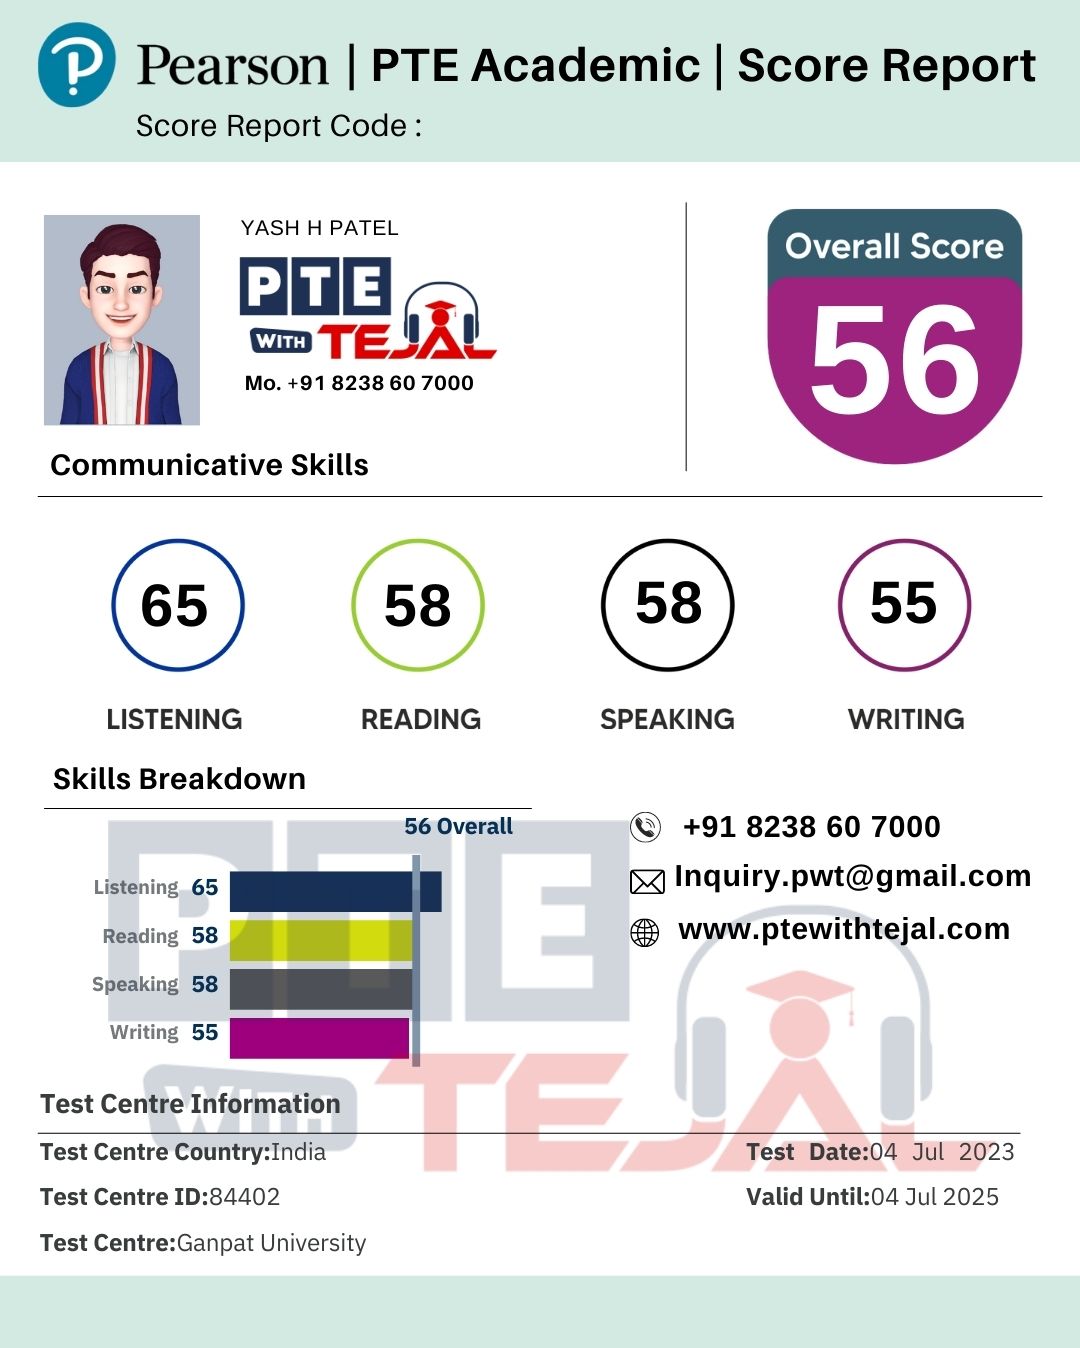 Pearson | PTE Academic | Score Report
Score Report Code :
YASH H PATEL
PTE
WITH TEJAL
Mo. +91 8238 60 7000
Overall Score
56
Communicative Skills
65 58 58 55
LISTENING READING SPEAKING WRITING
Skills Breakdown
56 Overall
Listening 65
Reading 58
Speaking 58
Writing 55
+91 8238 60 7000
Inquiry.pwt@gmail.com
www.ptewithtejal.com
PTE
WITH TEJAL
Test Centre Information
Test Centre Country:India
Test Date:04 Jul 2023
Test Centre ID:84402
Valid Until:04 Jul 2025
Test Centre:Ganpat University